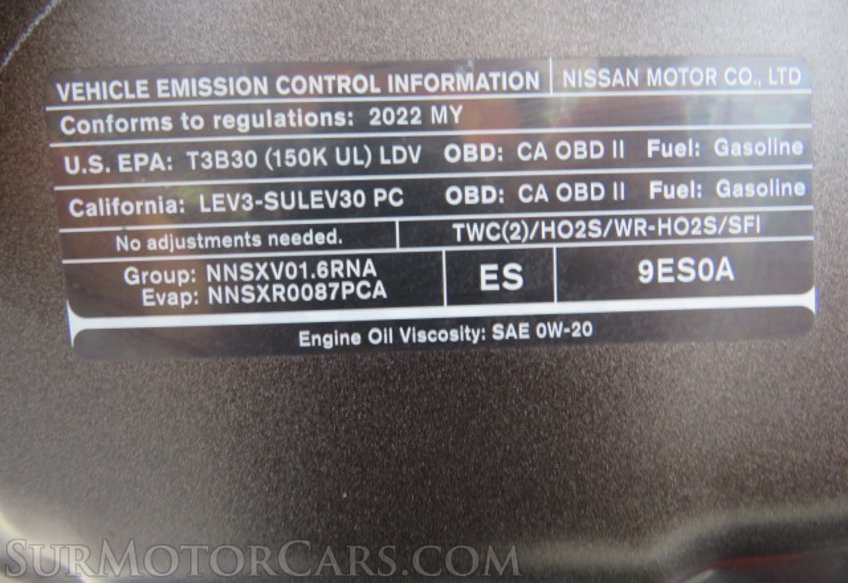 VEHICLE EMISSION CONTROL INFORMATION NISSAN MOTOR CO., LTD
Conforms to regulations: 2022 MY
U.S. EPA: T3B30 (150K UL) LDV OBD: CA OBD II Fuel: Gasoline
California: LEV3-SULEV30 PC OBD: CA OBD II Fuel: Gasoline
No adjustments needed. TWC(2)/HO2S/WR-HO2S/SFI
Group: NNSXV01.6RNA
Evap: NNSXR0087PCA
ES 9ES0A
Engine Oil Viscosity: SAE 0W-20
SurMotorCars.com